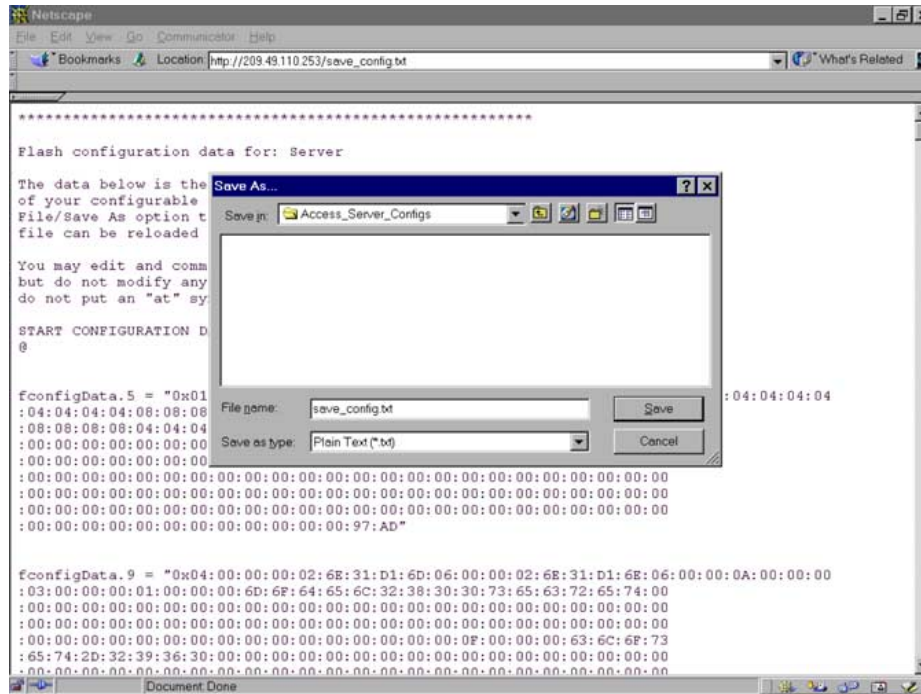 Netscape
File Edit View Go Communicator Help
Bookmarks Location: http://209.49.110.253/save_config.txt What's Related
************************************************************
Flash configuration data for: Server
The data below is the
of your configurable
File/Save As option t
file can be reloaded
You may edit and comm
but do not modify any
do not put an "at" sy
START CONFIGURATION D
@
Save As...
Save in: Access_Server_Configs
File name: save_config.txt Save
Save as type: Plain Text (*.txt) Cancel
fconfigData.5 = "0x01 :04:04:04:04
:04:04:04:04:08:08:08
:08:08:08:08:04:04:04
:00:00:00:00:00:00:00
:00:00:00:00:00:00:00
:00:00:00:00:00:00:00:00:00:00:00:00:00:00:00:00:00:00:00:00:00:00
:00:00:00:00:00:00:00:00:00:00:00:00:00:00:00:00:00:00:00:00:00:00
:00:00:00:00:00:00:00:00:00:00:00:00:00:00:00:00:00:00:00:00:00:00
:00:00:00:00:00:00:00:00:00:00:00:97:AD"
fconfigData.9 = "0x04:00:00:00:02:6E:31:D1:6D:06:00:00:02:6E:31:D1:6E:06:00:00:0A:00:00:00
:03:00:00:00:01:00:00:00:6D:6F:64:65:6C:32:38:30:30:73:65:63:72:65:74:00
:00:00:00:00:00:00:00:00:00:00:00:00:00:00:00:00:00:00:00:00:00:00
:00:00:00:00:00:00:00:00:00:00:00:00:00:00:00:00:00:00:00:00:00:00
:00:00:00:00:00:00:00:00:00:00:00:00:00:00:0F:00:00:00:63:6C:6F:73
:65:74:2D:32:39:36:30:00:00:00:00:00:00:00:00:00:00:00:00:00:00:00
:00:00:00:00:00:00:00:00:00:00:00:00:00:00:00:00:00:00:00:00:00:00
Document: Done